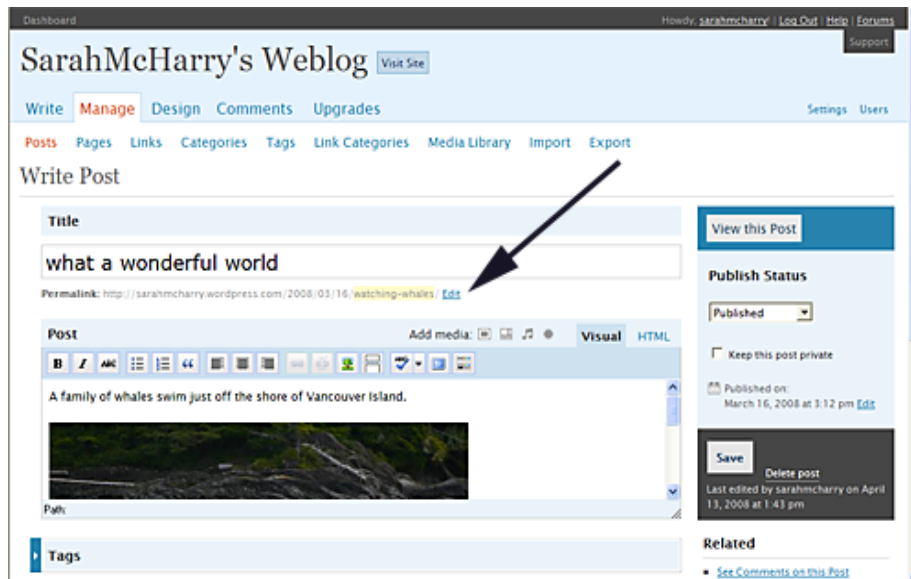 Dashboard
Howdy, sarahmcharry! | Log Out | Help | Forums
Support
SarahMcHarry's Weblog Visit Site
Write Manage Design Comments Upgrades
Settings Users
Posts Pages Links Categories Tags Link Categories Media Library Import Export
Write Post
Title
what a wonderful world
Permalink: http://sarahmcharry.wordpress.com/2008/03/16/watching-whales/ Edit
Post Add media: Visual HTML
B I ABC
A family of whales swim just off the shore of Vancouver Island.
Path:
Tags
View this Post
Publish Status
Published
Keep this post private
Published on:
March 16, 2008 at 3:12 pm Edit
Save
Delete post
Last edited by sarahmcharry on April
13, 2008 at 1:43 pm
Related
See Comments on this Post